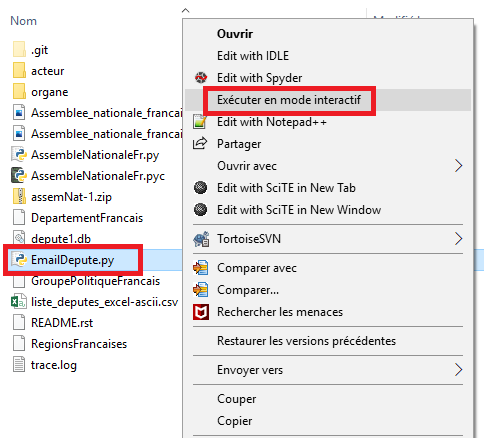 Nom
.git
acteur
organe
Assemblee_nationale_francai
Assemblee_nationale_francai
AssembleNationaleFr.py
AssembleNationaleFr.pyc
assemNat-1.zip
DepartementFrancais
depute1.db
EmailDepute.py
GroupePolitiqueFrancais
liste_deputes_excel-ascii.csv
README.rst
RegionsFrancaises
trace.log
Ouvrir
Edit with IDLE
Edit with Spyder
Exécuter en mode interactif
Edit with Notepad++
Partager
Ouvrir avec
Edit with SciTE in New Tab
Edit with SciTE in New Window
TortoiseSVN
Comparer avec
Comparer...
Rechercher les menaces
Restaurer les versions précédentes
Envoyer vers
Couper
Copier